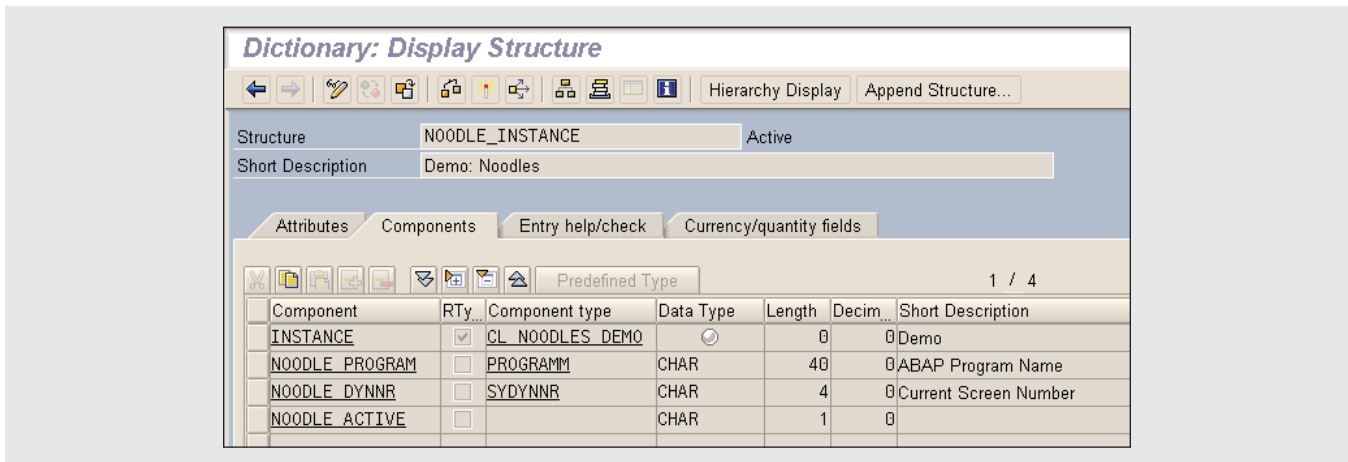 Dictionary: Display Structure
Hierarchy Display Append Structure...
Structure NOODLE_INSTANCE Active
Short Description Demo: Noodles
Attributes Components Entry help/check Currency/quantity fields
Predefined Type 1 / 4
Component RTy... Component type Data Type Length Decim... Short Description
INSTANCE CL_NOODLES_DEMO 0 0 Demo
NOODLE_PROGRAM PROGRAMM CHAR 40 0 ABAP Program Name
NOODLE_DYNNR SYDYNNR CHAR 4 0 Current Screen Number
NOODLE_ACTIVE CHAR 1 0